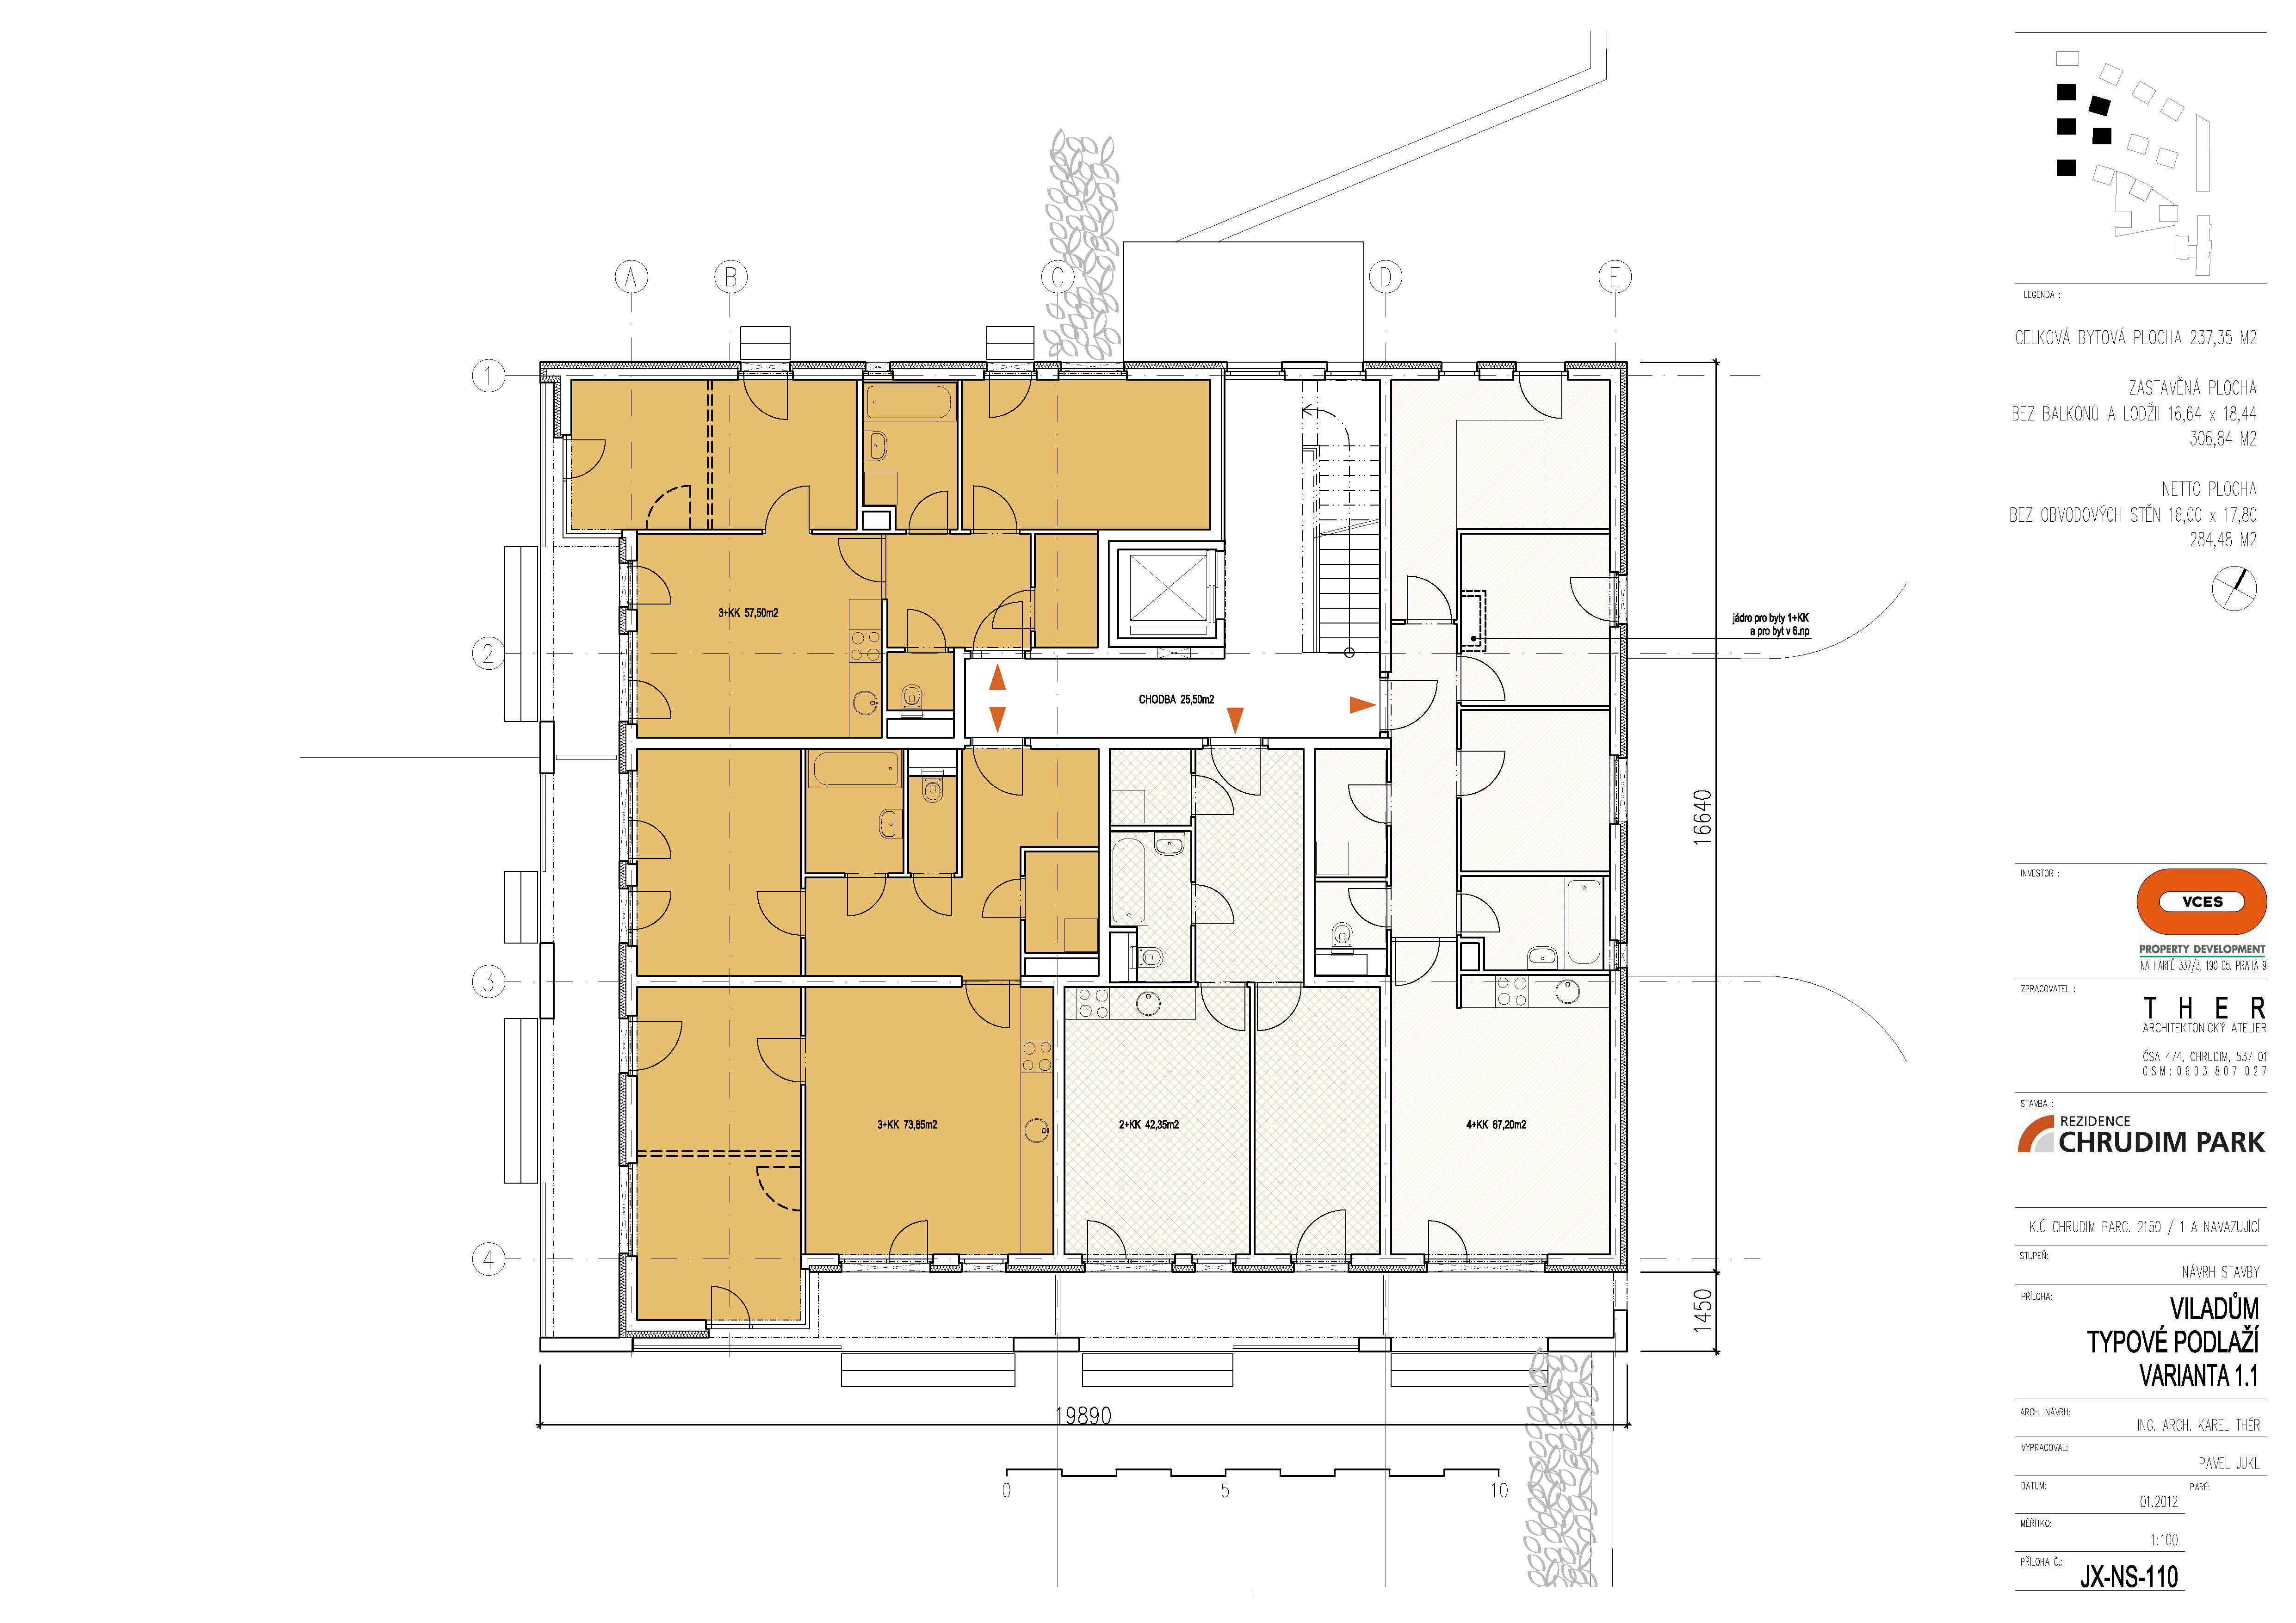 A
B
C
D
E
1
2
3
4
3+KK 57,50m2
CHODBA 25,50m2
jádro pro byty 1+KK
a pro byt v 6.np
3+KK 73,85m2
2+KK 42,35m2
4+KK 67,20m2
16640
1450
19890
0
5
10
LEGENDA :
CELKOVÁ BYTOVÁ PLOCHA 237,35 M2
ZASTAVĚNÁ PLOCHA
BEZ BALKONŮ A LODŽII 16,64 x 18,44
306,84 M2
NETTO PLOCHA
BEZ OBVODOVÝCH STĚN 16,00 x 17,80
284,48 M2
INVESTOR :
VCES
PROPERTY DEVELOPMENT
NA HARFĚ 337/3, 190 05, PRAHA 9
ZPRACOVATEL :
THER
ARCHITEKTONICKÝ ATELIER
ČSA 474, CHRUDIM, 537 01
GSM:0603 807 027
STAVBA :
REZIDENCE
CHRUDIM PARK
K.Ú CHRUDIM PARC. 2150 / 1 A NAVAZUJÍCÍ
STUPEŇ:
NÁVRH STAVBY
PŘÍLOHA:
VILADŮM
TYPOVÉ PODLAŽÍ
VARIANTA 1.1
ARCH. NÁVRH:
ING. ARCH. KAREL THÉR
VYPRACOVAL:
PAVEL JUKL
DATUM:
PARÉ:
01.2012
MĚŘÍTKO:
1:100
PŘÍLOHA Č.:
JX-NS-110